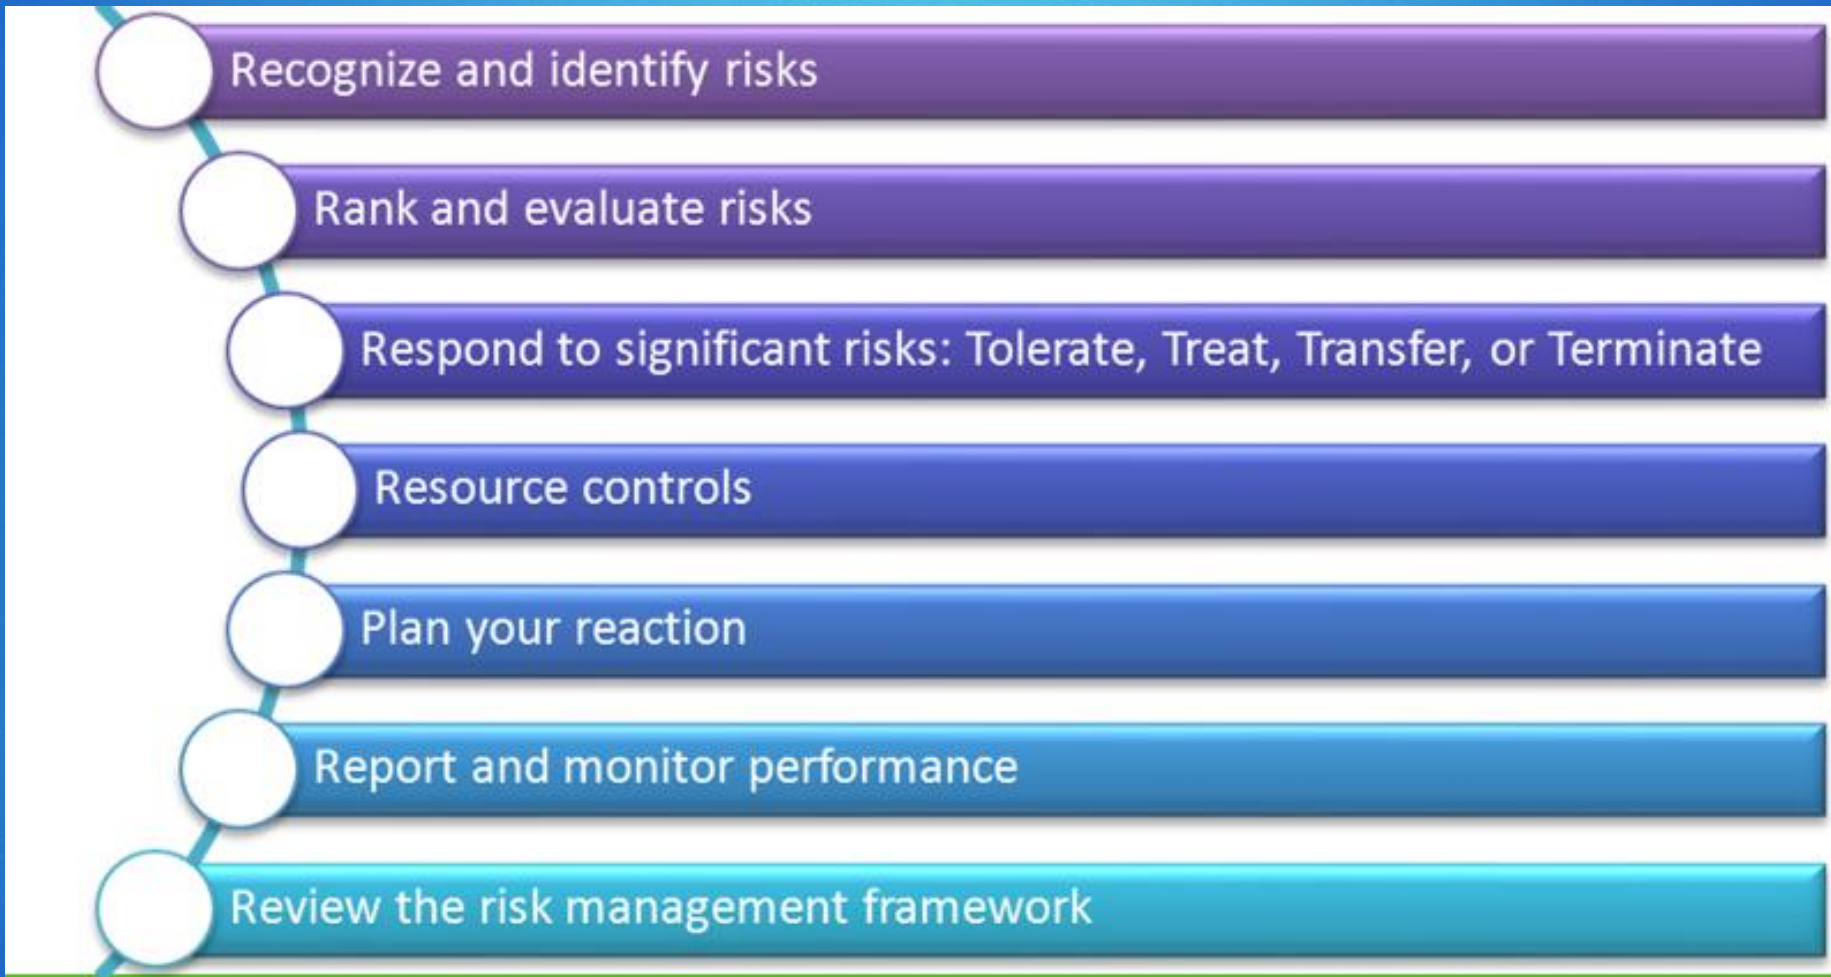 Recognize and identify risks
Rank and evaluate risks
Respond to significant risks: Tolerate, Treat, Transfer, or Terminate
Resource controls
Plan your reaction
Report and monitor performance
Review the risk management framework